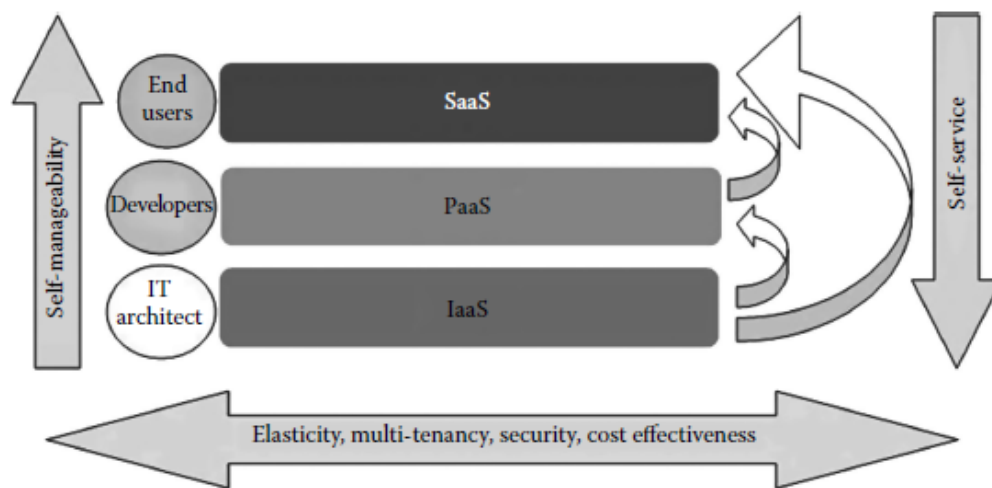 Self-manageability
End
users
SaaS
Developers
PaaS
IT
architect
IaaS
Self-service
Elasticity, multi-tenancy, security, cost effectiveness